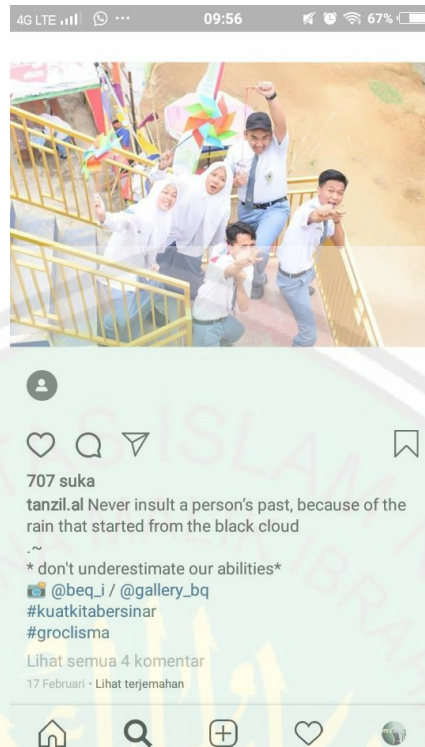 4G LTE 09:56 67%
707 suka
tanzil.al Never insult a person's past, because of the
rain that started from the black cloud
.~
* don't underestimate our abilities*
@beq_i / @gallery_bq
#kuatkitabersinar
#groclisma
Lihat semua 4 komentar
17 Februari • Lihat terjemahan